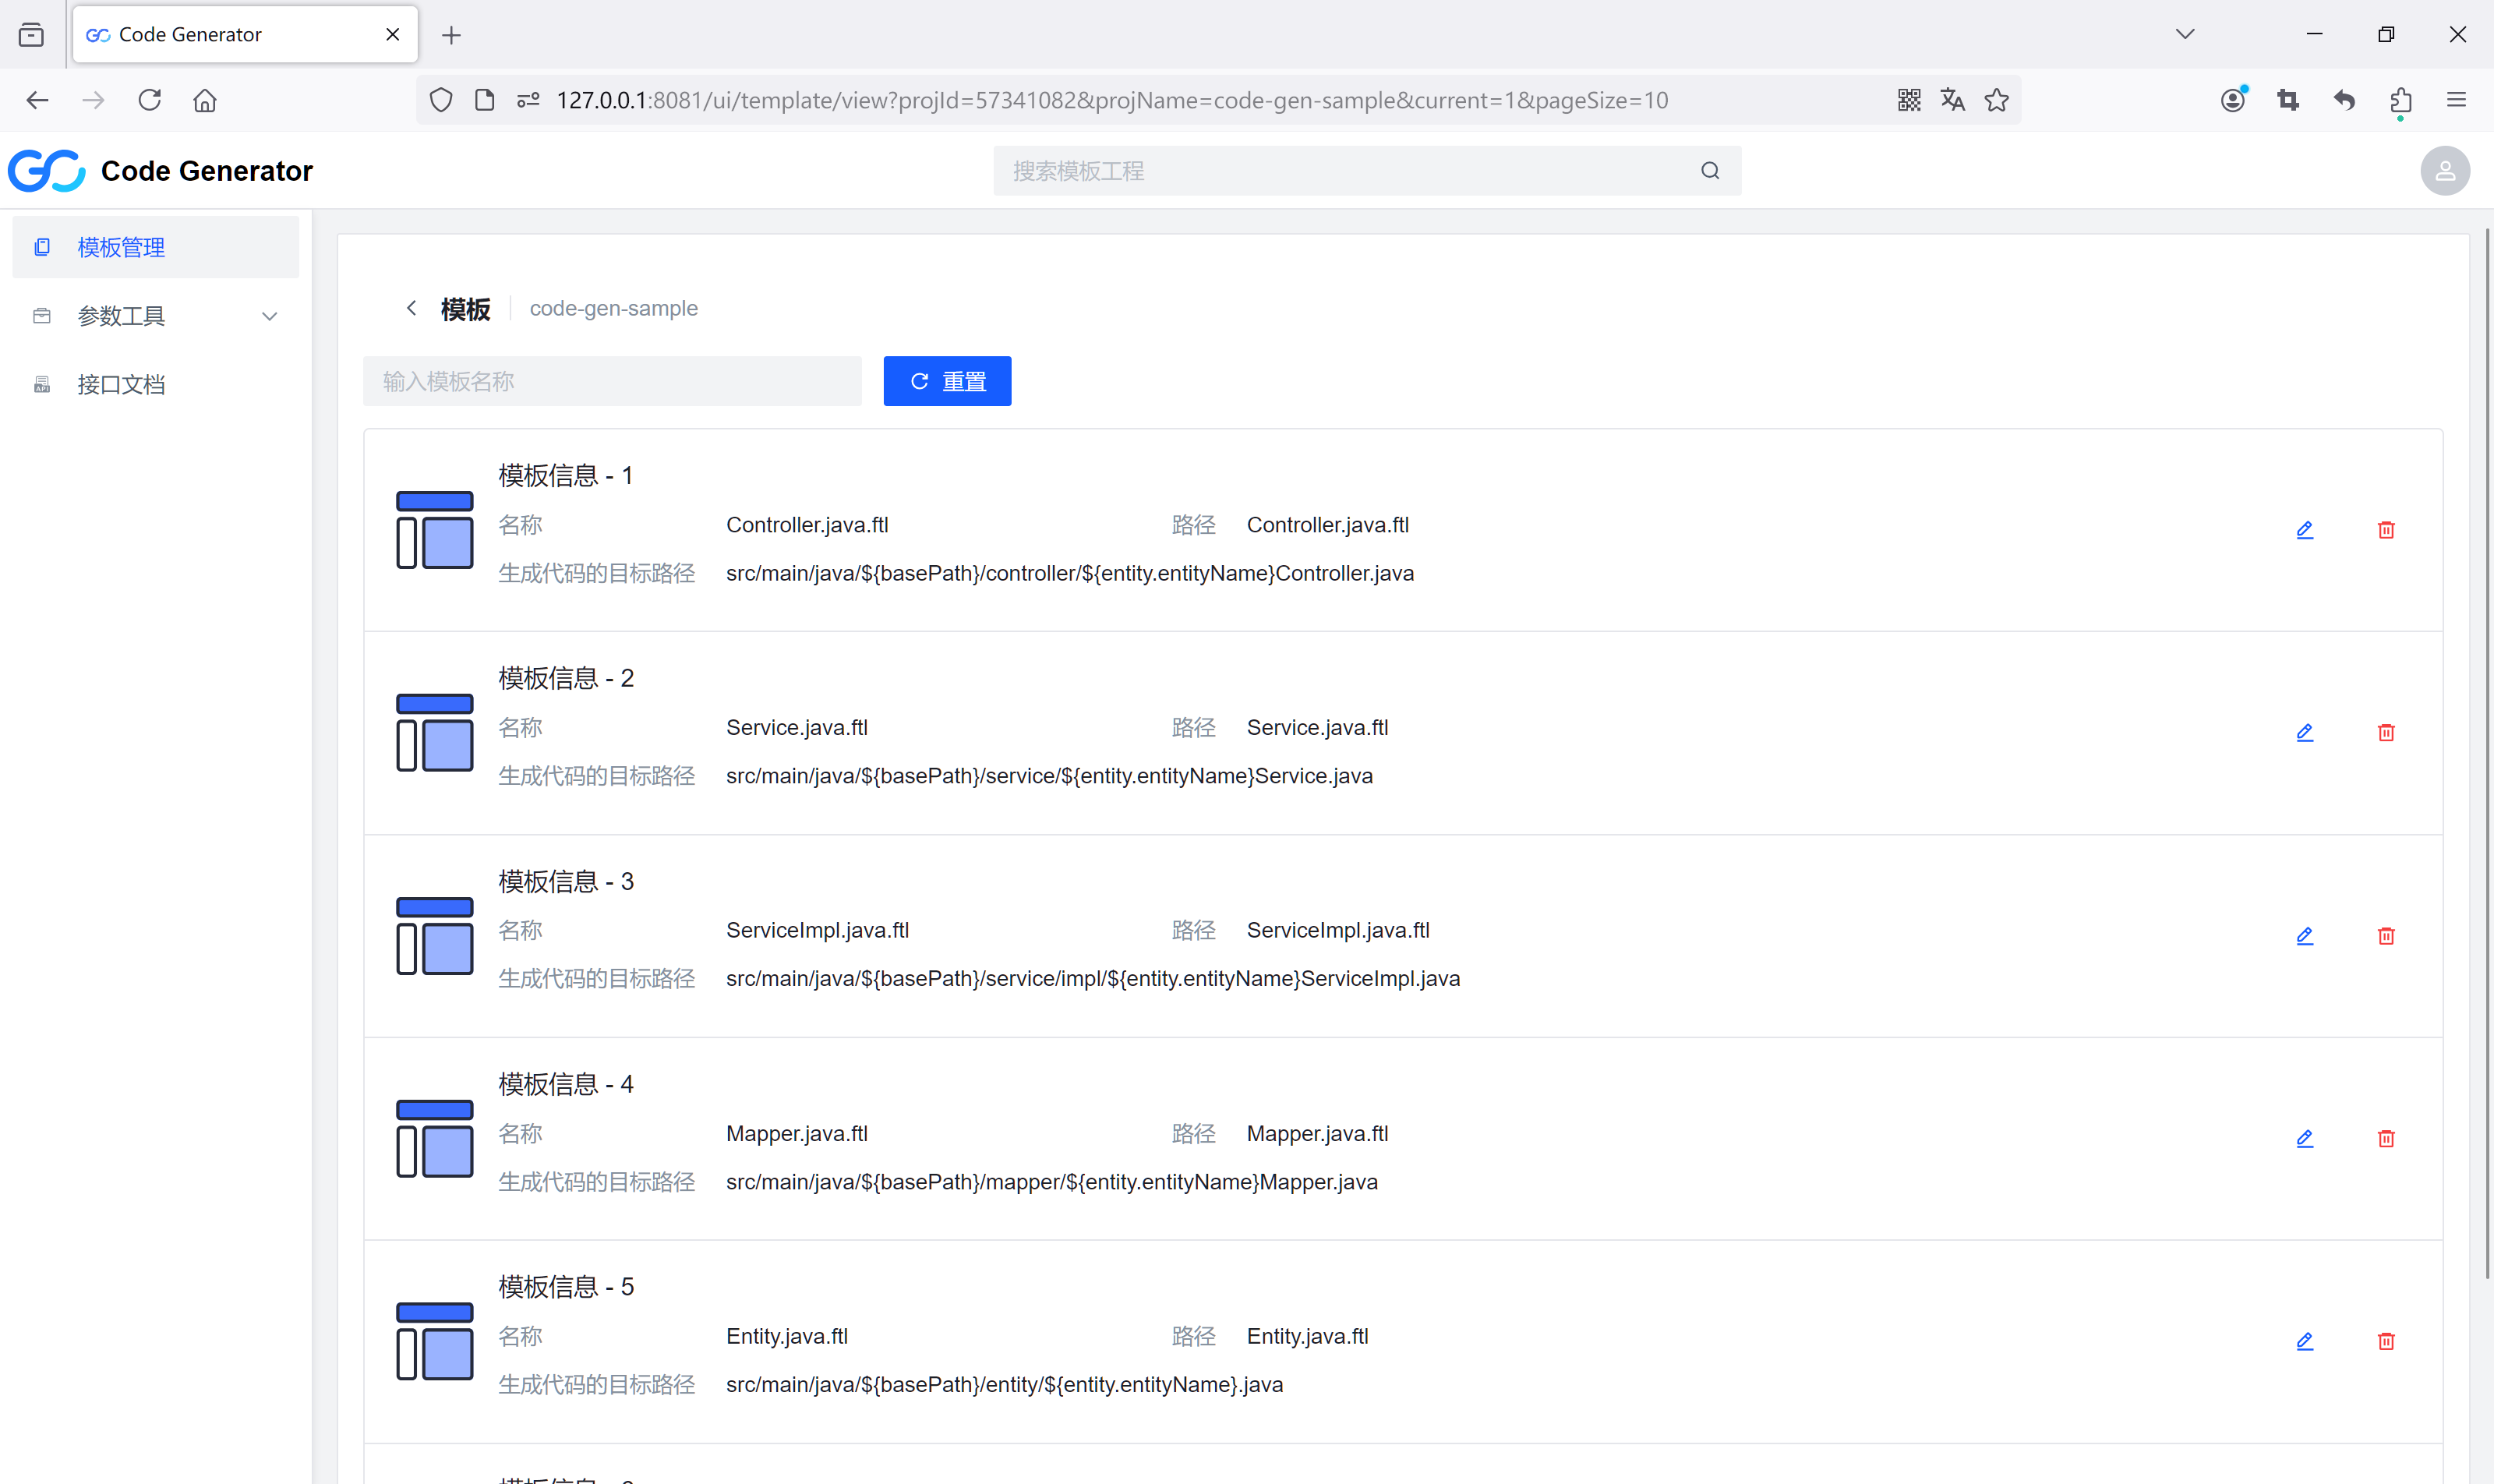 Code Generator
127.0.0.1:8081/ui/template/view?projId=57341082&projName=code-gen-sample&current=1&pageSize=10
Code Generator
搜索模板工程
模板管理
参数工具
接口文档
模板 code-gen-sample
输入模板名称 重置
模板信息 - 1
名称 Controller.java.ftl 路径 Controller.java.ftl
生成代码的目标路径 src/main/java/${basePath}/controller/${entity.entityName}Controller.java
模板信息 - 2
名称 Service.java.ftl 路径 Service.java.ftl
生成代码的目标路径 src/main/java/${basePath}/service/${entity.entityName}Service.java
模板信息 - 3
名称 ServiceImpl.java.ftl 路径 ServiceImpl.java.ftl
生成代码的目标路径 src/main/java/${basePath}/service/impl/${entity.entityName}ServiceImpl.java
模板信息 - 4
名称 Mapper.java.ftl 路径 Mapper.java.ftl
生成代码的目标路径 src/main/java/${basePath}/mapper/${entity.entityName}Mapper.java
模板信息 - 5
名称 Entity.java.ftl 路径 Entity.java.ftl
生成代码的目标路径 src/main/java/${basePath}/entity/${entity.entityName}.java